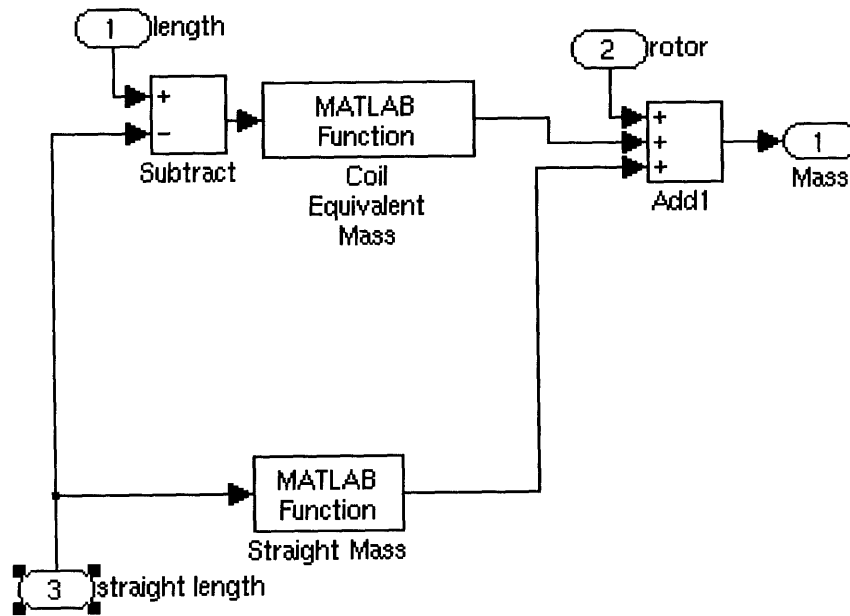 1 length
+
−
Subtract
MATLAB
Function
Coil
Equivalent
Mass
2 rotor
+
+
+
Add1
1
Mass
MATLAB
Function
Straight Mass
3 straight length